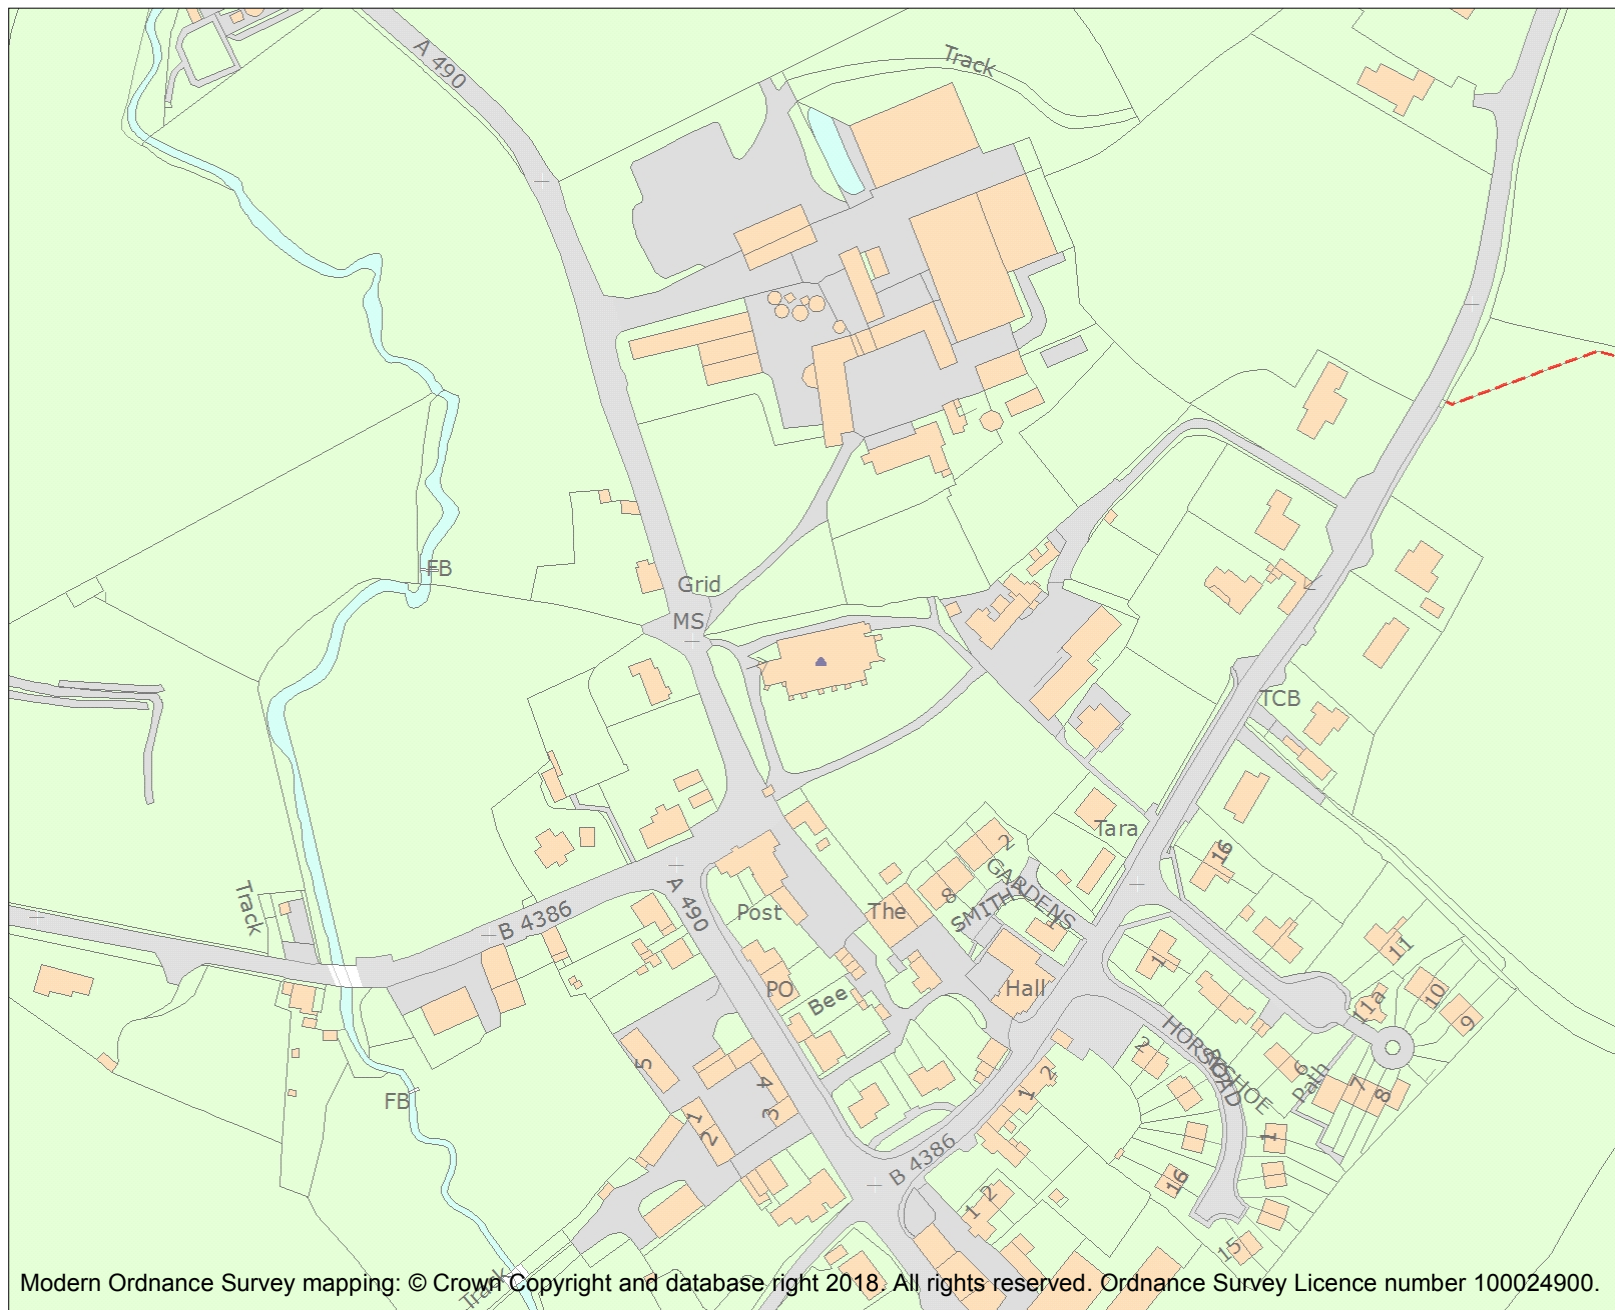 Track
A 490
FB
Grid
MS
TCB
Tara
2
16
GARDENS
8
SMITHY
The
Post
A 490
B 4386
Track
1
11
1
Hall
PO
Bee
10
11a
9
HORSESHOE
ROAD
2
6
Path
7
8
5
4
3
1
2
2
1
FB
1
B 4386
16
2
1
15
Track
Modern Ordnance Survey mapping: © Crown Copyright and database right 2018. All rights reserved. Ordnance Survey Licence number 100024900.